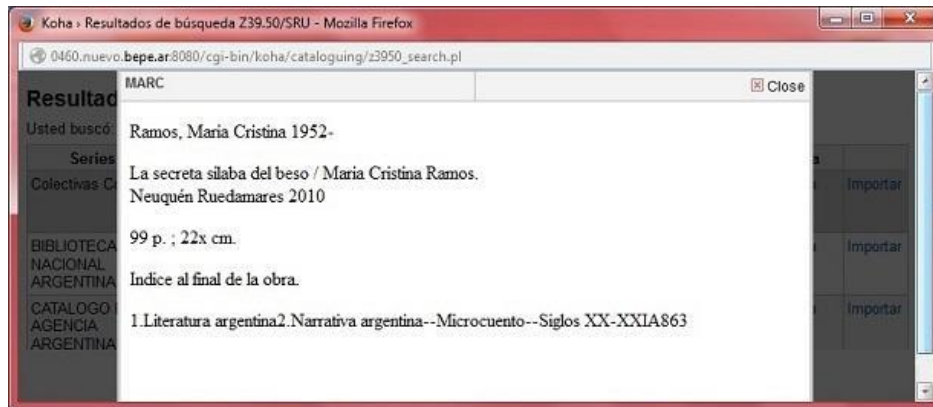 Koha › Resultados de búsqueda Z39.50/SRU - Mozilla Firefox
0460.nuevo.bepe.ar:8080/cgi-bin/koha/cataloguing/z3950_search.pl
Resultad
Usted buscó:
Series
Colectivas C
Importar
BIBLIOTECA
NACIONAL
ARGENTINA
Importar
CATALOGO
AGENCIA
ARGENTINA
Importar
MARC
Close
Ramos, Maria Cristina 1952-
La secreta silaba del beso / Maria Cristina Ramos.
Neuquén Ruedamares 2010
99 p. ; 22x cm.
Indice al final de la obra.
1.Literatura argentina2.Narrativa argentina--Microcuento--Siglos XX-XXIA863